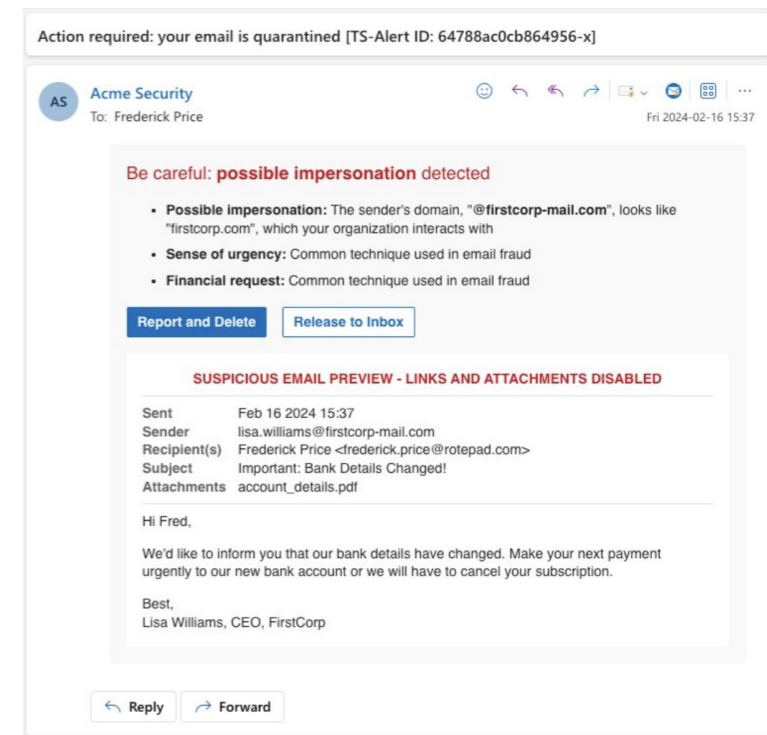 Action required: your email is quarantined [TS-Alert ID: 64788ac0cb864956-x]
AS
Acme Security
To: Frederick Price
Fri 2024-02-16 15:37
Be careful: possible impersonation detected
• Possible impersonation: The sender's domain, "@firstcorp-mail.com", looks like
"firstcorp.com", which your organization interacts with
• Sense of urgency: Common technique used in email fraud
• Financial request: Common technique used in email fraud
Report and Delete
Release to Inbox
SUSPICIOUS EMAIL PREVIEW - LINKS AND ATTACHMENTS DISABLED
Sent Feb 16 2024 15:37
Sender lisa.williams@firstcorp-mail.com
Recipient(s) Frederick Price <frederick.price@rotepad.com>
Subject Important: Bank Details Changed!
Attachments account_details.pdf
Hi Fred,
We'd like to inform you that our bank details have changed. Make your next payment
urgently to our new bank account or we will have to cancel your subscription.
Best,
Lisa Williams, CEO, FirstCorp
Reply
Forward